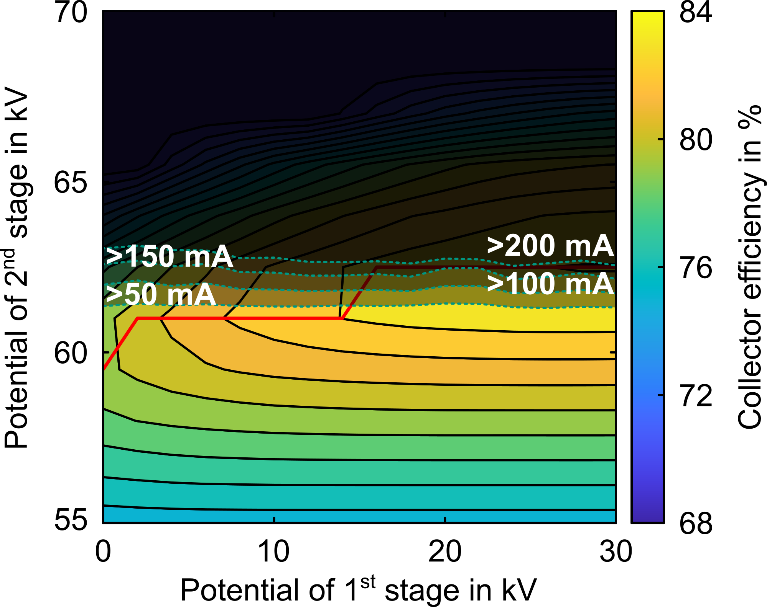 70
65
60
55
0
10
20
30
Potential of 1st stage in kV
Potential of 2nd stage in kV
>150 mA
>50 mA
>200 mA
>100 mA
84
80
76
72
68
Collector efficiency in %